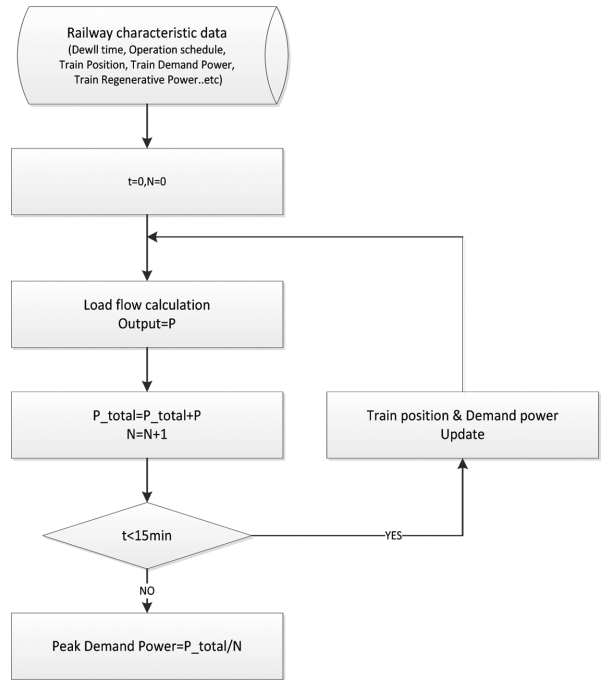 Railway characteristic data
(Dewll time, Operation schedule,
Train Position, Train Demand Power,
Train Regenerative Power..etc)
t=0,N=0
Load flow calculation
Output=P
P_total=P_total+P
N=N+1
Train position & Demand power
Update
t<15min
YES
NO
Peak Demand Power=P_total/N